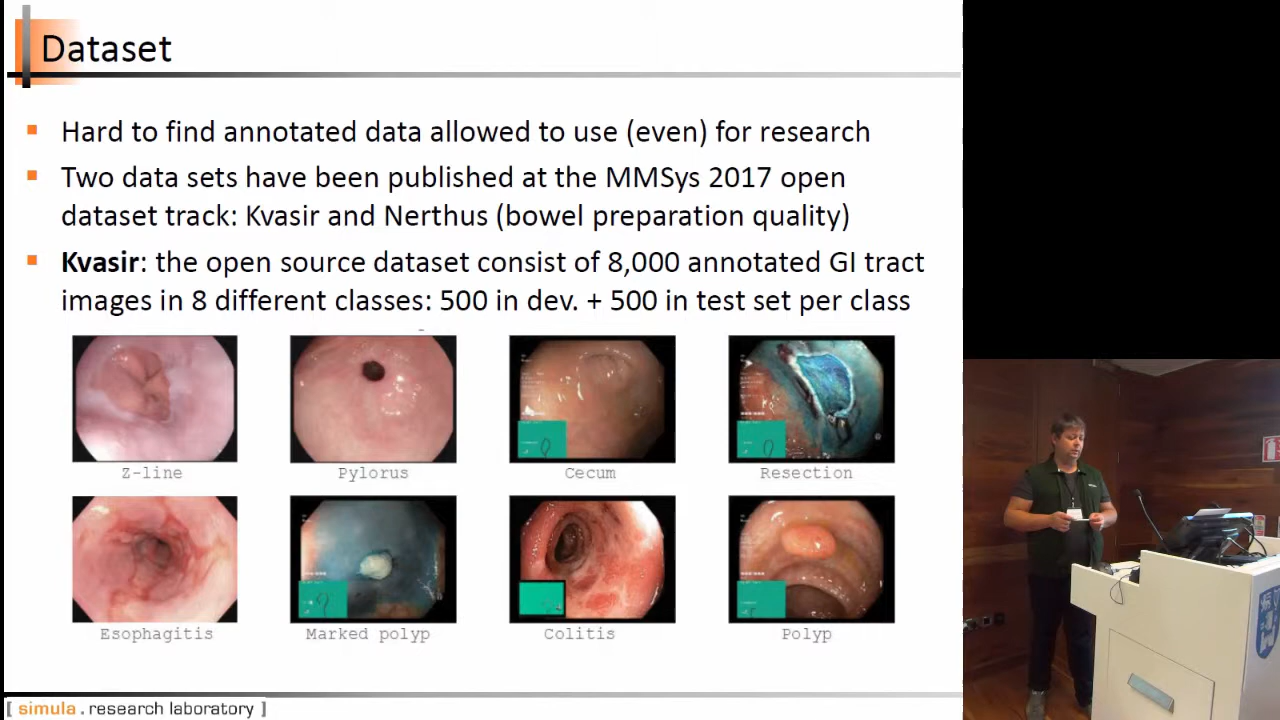 Dataset
Hard to find annotated data allowed to use (even) for research
Two data sets have been published at the MMSys 2017 open
dataset track: Kvasir and Nerthus (bowel preparation quality)
Kvasir: the open source dataset consist of 8,000 annotated GI tract
images in 8 different classes: 500 in dev. + 500 in test set per class
Z-line
Pylorus
Cecum
Resection
Esophagitis
Marked polyp
Colitis
Polyp
[ simula . research laboratory ]